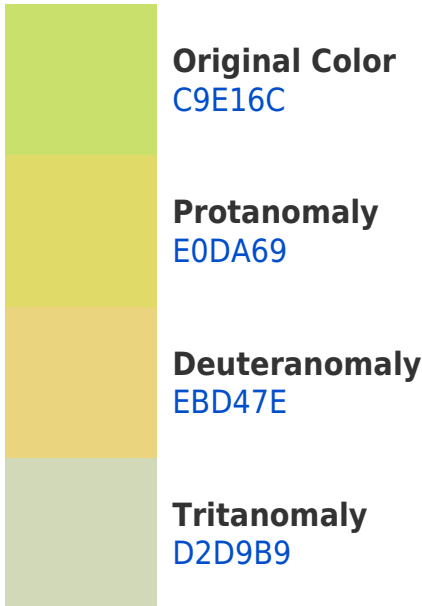 Original Color
C9E16C
Protanomaly
E0DA69
Deuteranomaly
EBD47E
Tritanomaly
D2D9B9